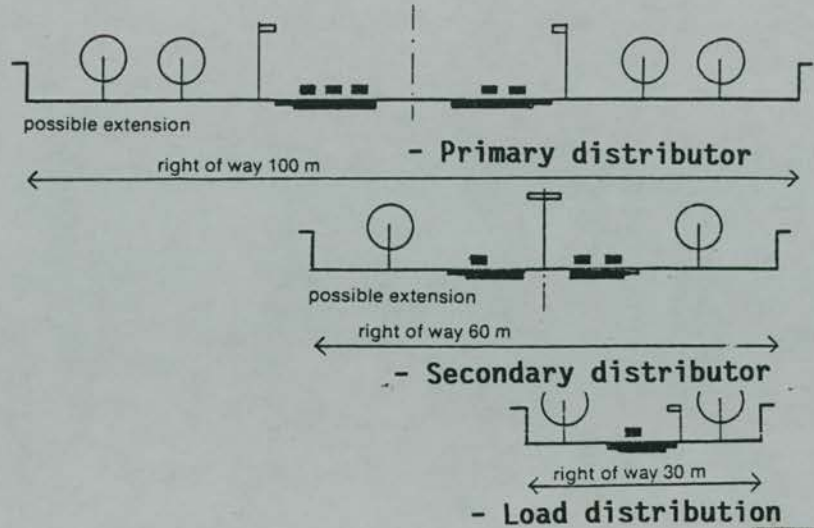 possible extension
- Primary distributor
right of way 100 m
possible extension
right of way 60 m
- Secondary distributor
right of way 30 m
- Load distribution